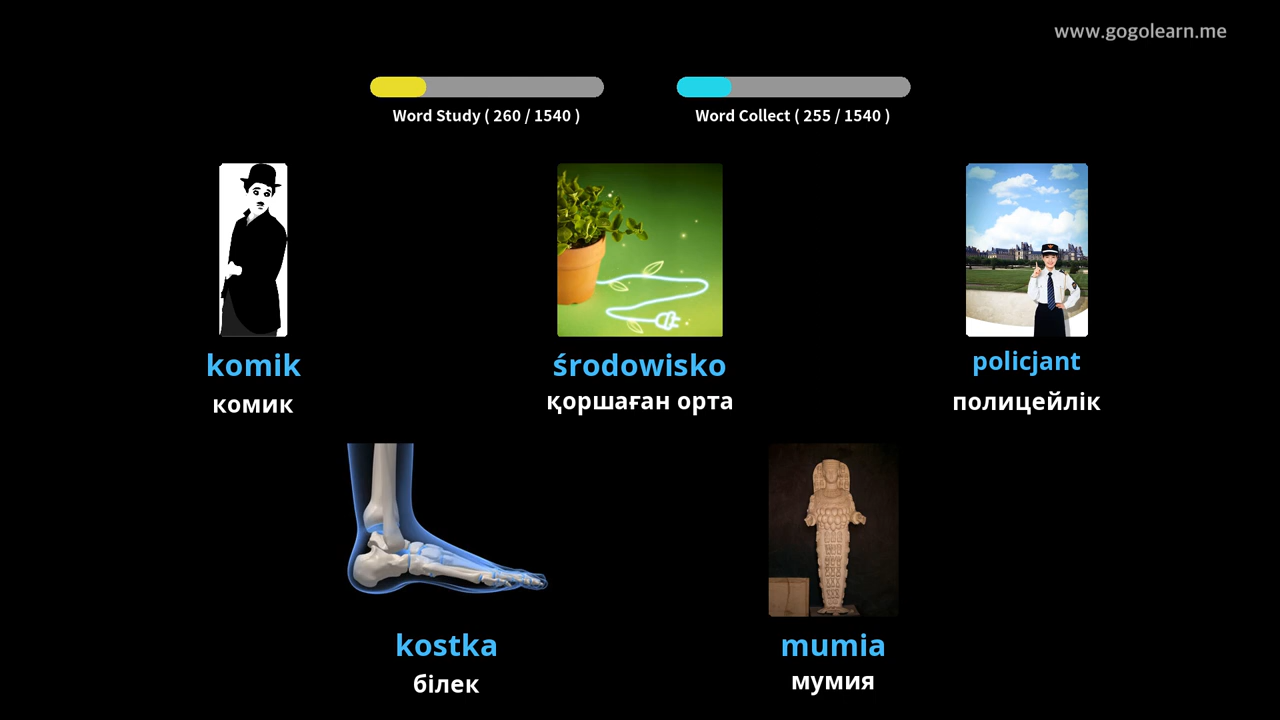 www.gogolearn.me
Word Study ( 260 / 1540 )
Word Collect ( 255 / 1540 )
komik
środowisko
policjant
комик
қоршаған орта
полицейлік
kostka
mumia
білек
мумия